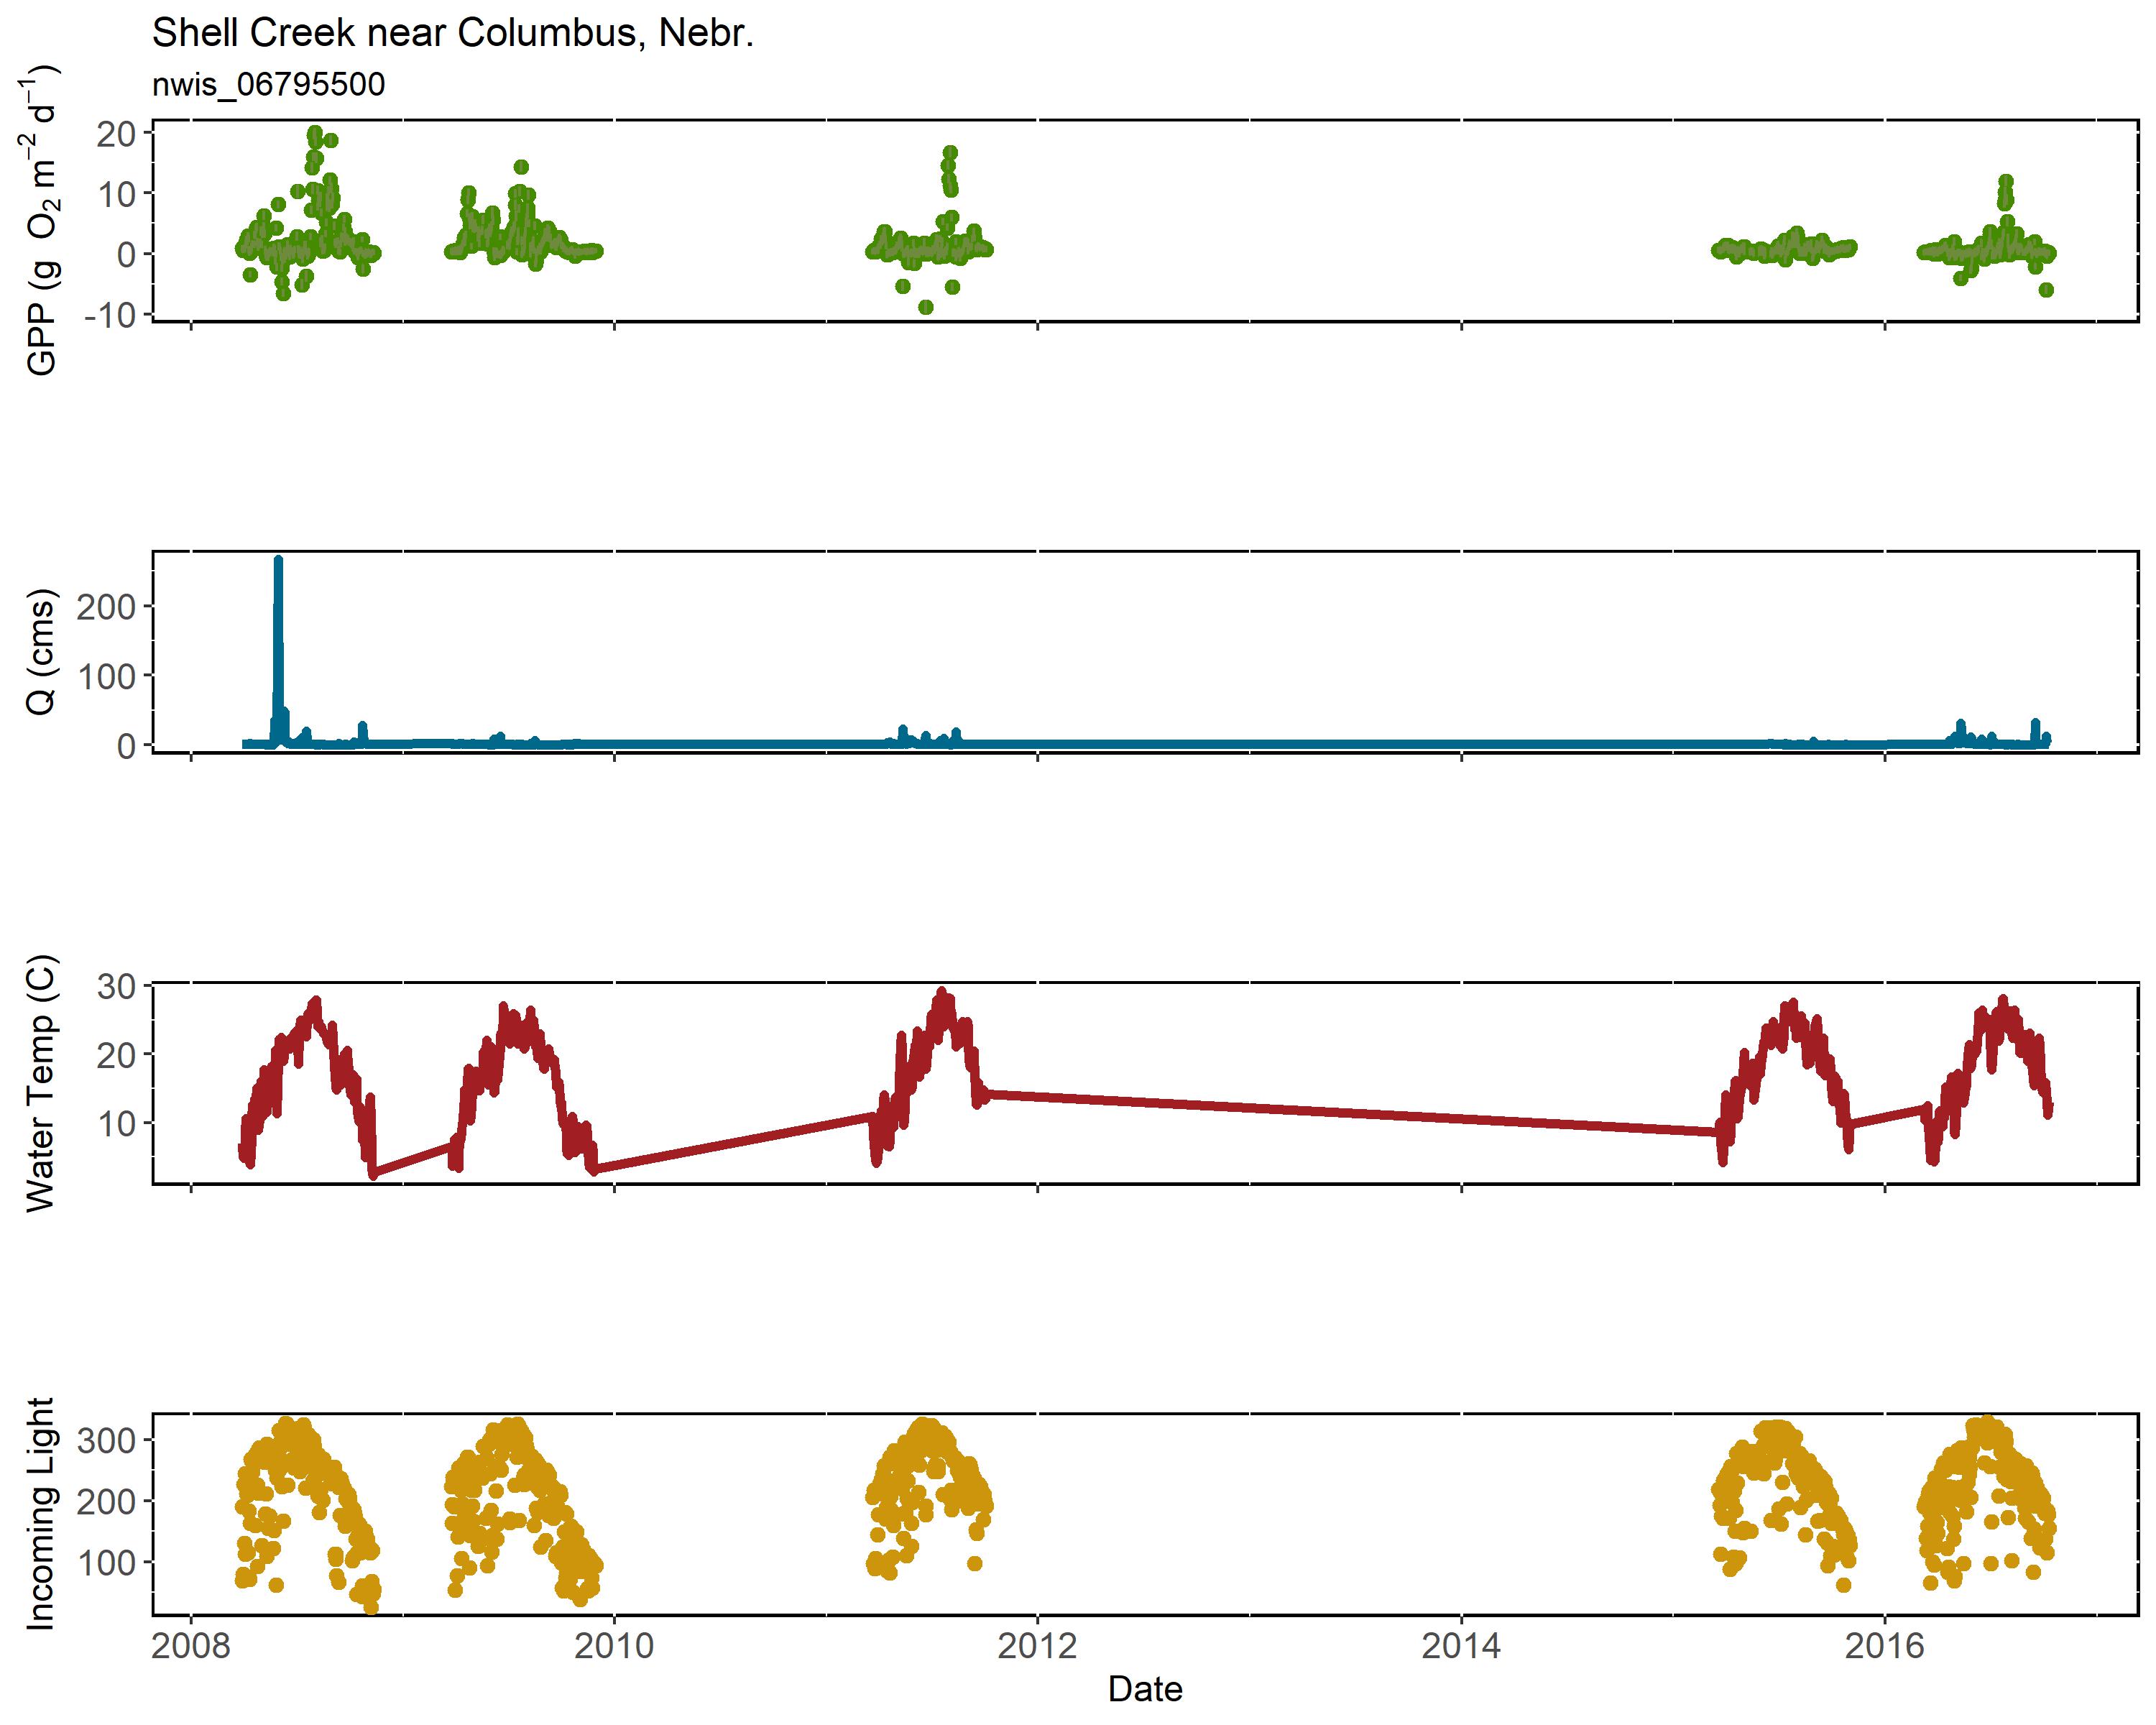 Shell Creek near Columbus, Nebr.
nwis_06795500
GPP (g O₂ m⁻² d⁻¹)
20
10
0
-10
Q (cms)
200
100
0
Water Temp (C)
30
20
10
Incoming Light
300
200
100
2008 2010 2012 2014 2016
Date